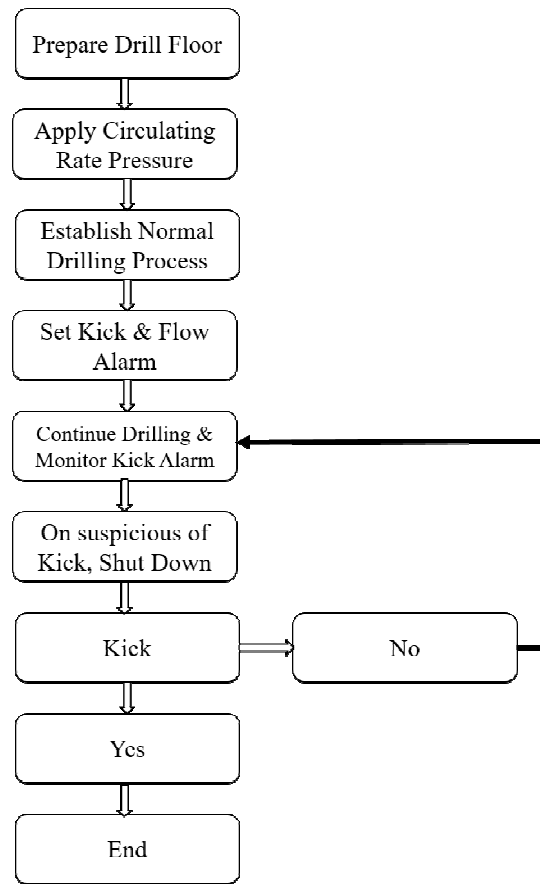 Prepare Drill Floor
Apply Circulating
Rate Pressure
Establish Normal
Drilling Process
Set Kick & Flow
Alarm
Continue Drilling &
Monitor Kick Alarm
On suspicious of
Kick, Shut Down
Kick
No
Yes
End